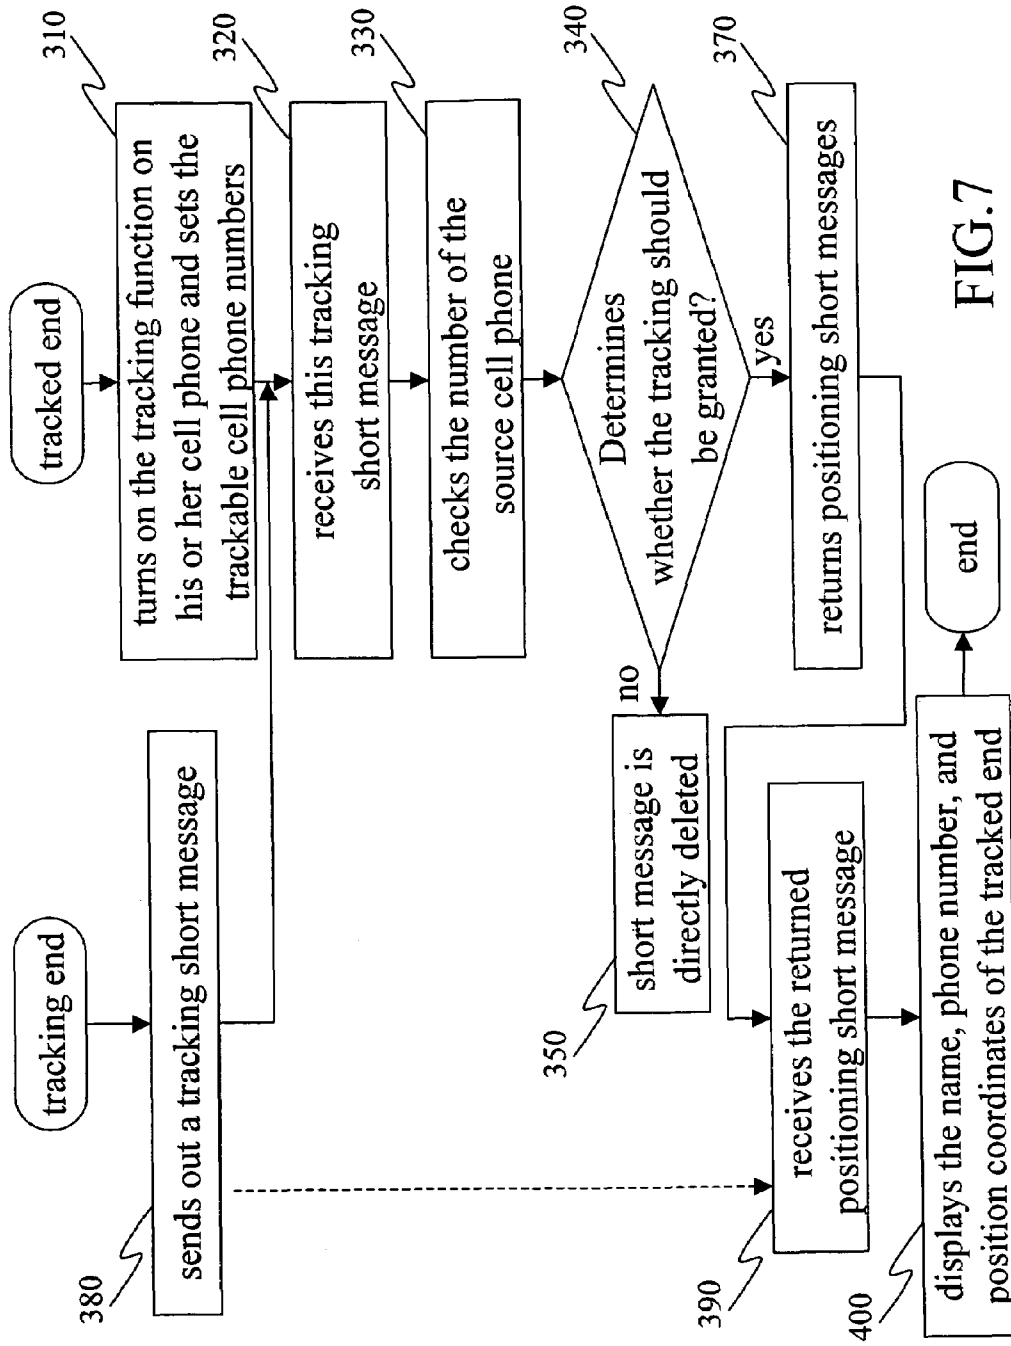 tracking end
tracked end
380
sends out a tracking short message
310
turns on the tracking function on
his or her cell phone and sets the
trackable cell phone numbers
320
receives this tracking
short message
330
checks the number of the
source cell phone
340
Determines
whether the tracking should
be granted?
no
yes
350
short message is
directly deleted
370
returns positioning short messages
390
receives the returned
positioning short message
400
displays the name, phone number, and
position coordinates of the tracked end
end
FIG.7